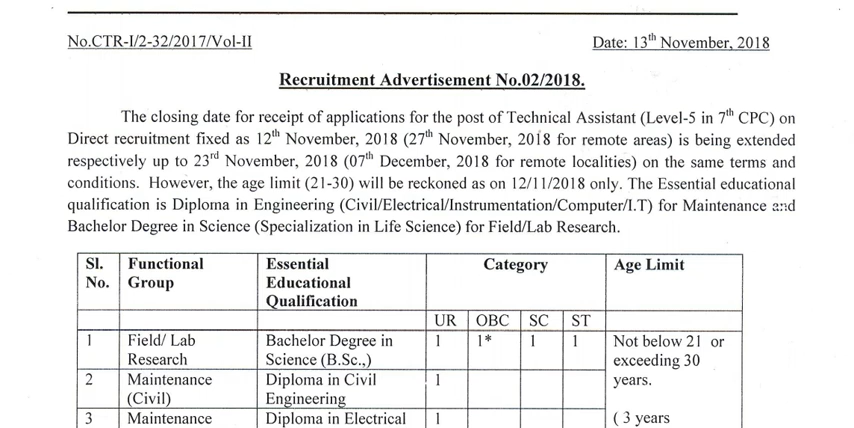 No.CTR-I/2-32/2017/Vol-II Date: 13th November, 2018
Recruitment Advertisement No.02/2018.
The closing date for receipt of applications for the post of Technical Assistant (Level-5 in 7th CPC) on
Direct recruitment fixed as 12th November, 2018 (27th November, 2018 for remote areas) is being extended
respectively up to 23rd November, 2018 (07th December, 2018 for remote localities) on the same terms and
conditions. However, the age limit (21-30) will be reckoned as on 12/11/2018 only. The Essential educational
qualification is Diploma in Engineering (Civil/Electrical/Instrumentation/Computer/I.T) for Maintenance and
Bachelor Degree in Science (Specialization in Life Science) for Field/Lab Research.
Sl. Functional Essential Category Age Limit
No. Group Educational
Qualification
UR OBC SC ST
1 Field/ Lab Bachelor Degree in 1 1* 1 1 Not below 21 or
Research Science (B.Sc.,) exceeding 30
2 Maintenance Diploma in Civil 1 years.
(Civil) Engineering
3 Maintenance Diploma in Electrical 1 ( 3 years